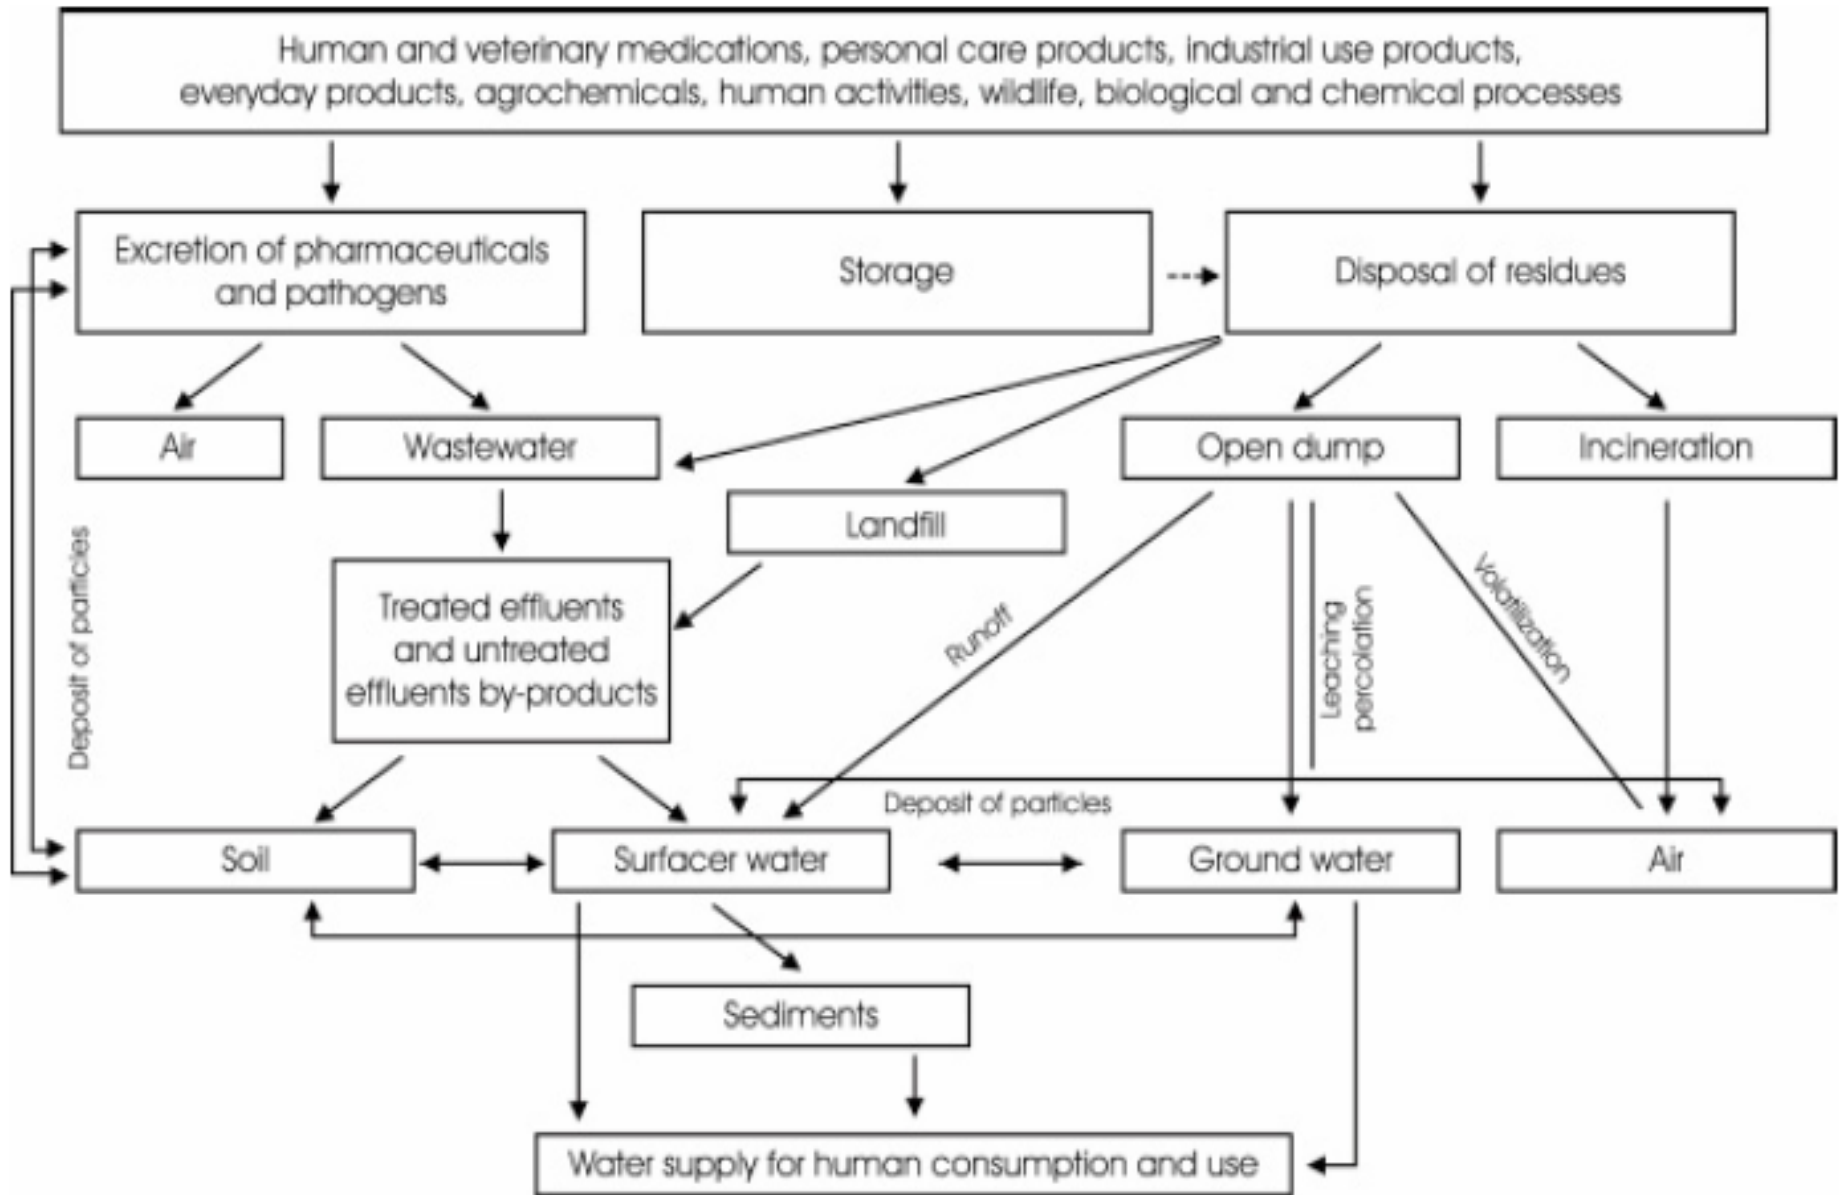 Human and veterinary medications, personal care products, industrial use products,
everyday products, agrochemicals, human activities, wildlife, biological and chemical processes
Excretion of pharmaceuticals
and pathogens
Storage
Disposal of residues
Air
Wastewater
Open dump
Incineration
Landfill
Deposit of particles
Treated effluents
and untreated
effluents by-products
Runoff
Leaching
percolation
Volatilization
Deposit of particles
Soil
Surfacer water
Ground water
Air
Sediments
Water supply for human consumption and use